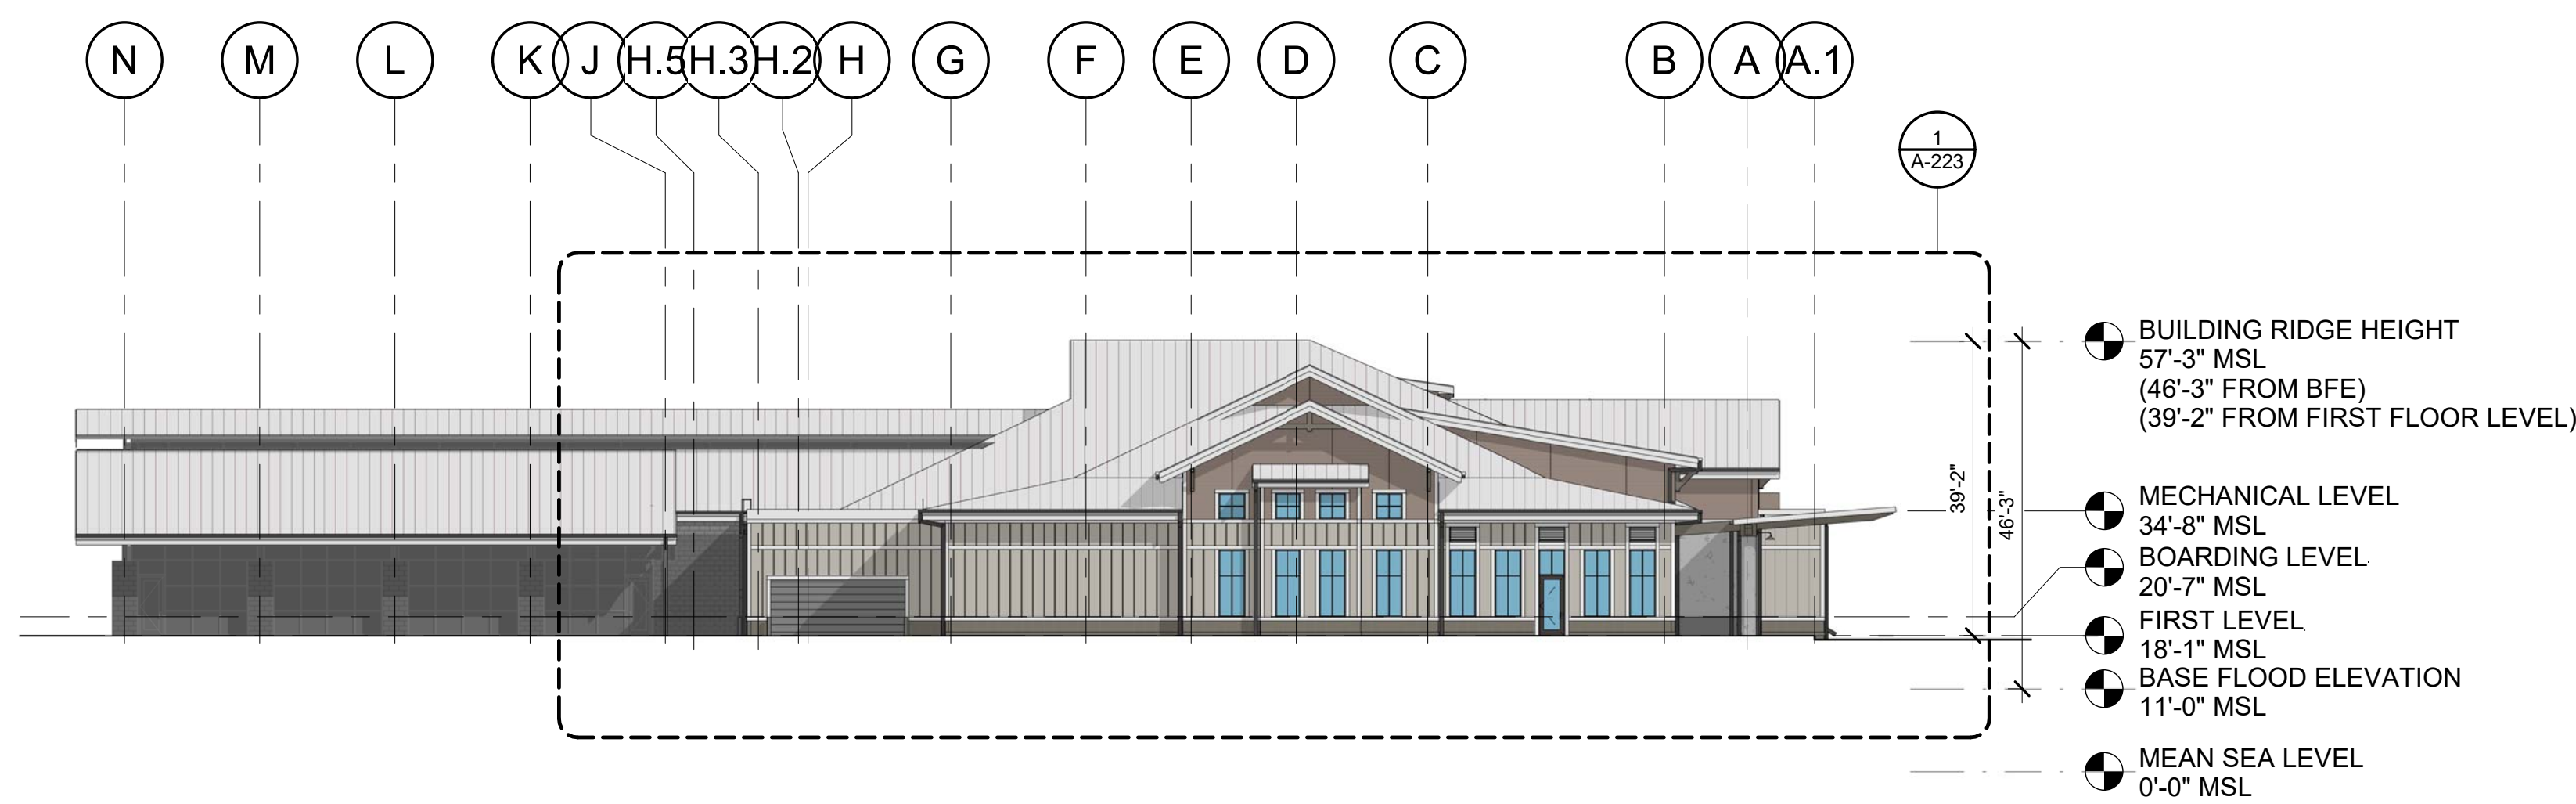 N M L K J H.5 H.3 H.2 H G F E D C B A A.1
1
A-223
BUILDING RIDGE HEIGHT
57'-3" MSL
(46'-3" FROM BFE)
(39'-2" FROM FIRST FLOOR LEVEL)
39'-2"
46'-3"
MECHANICAL LEVEL
34'-8" MSL
BOARDING LEVEL
20'-7" MSL
FIRST LEVEL
18'-1" MSL
BASE FLOOD ELEVATION
11'-0" MSL
MEAN SEA LEVEL
0'-0" MSL